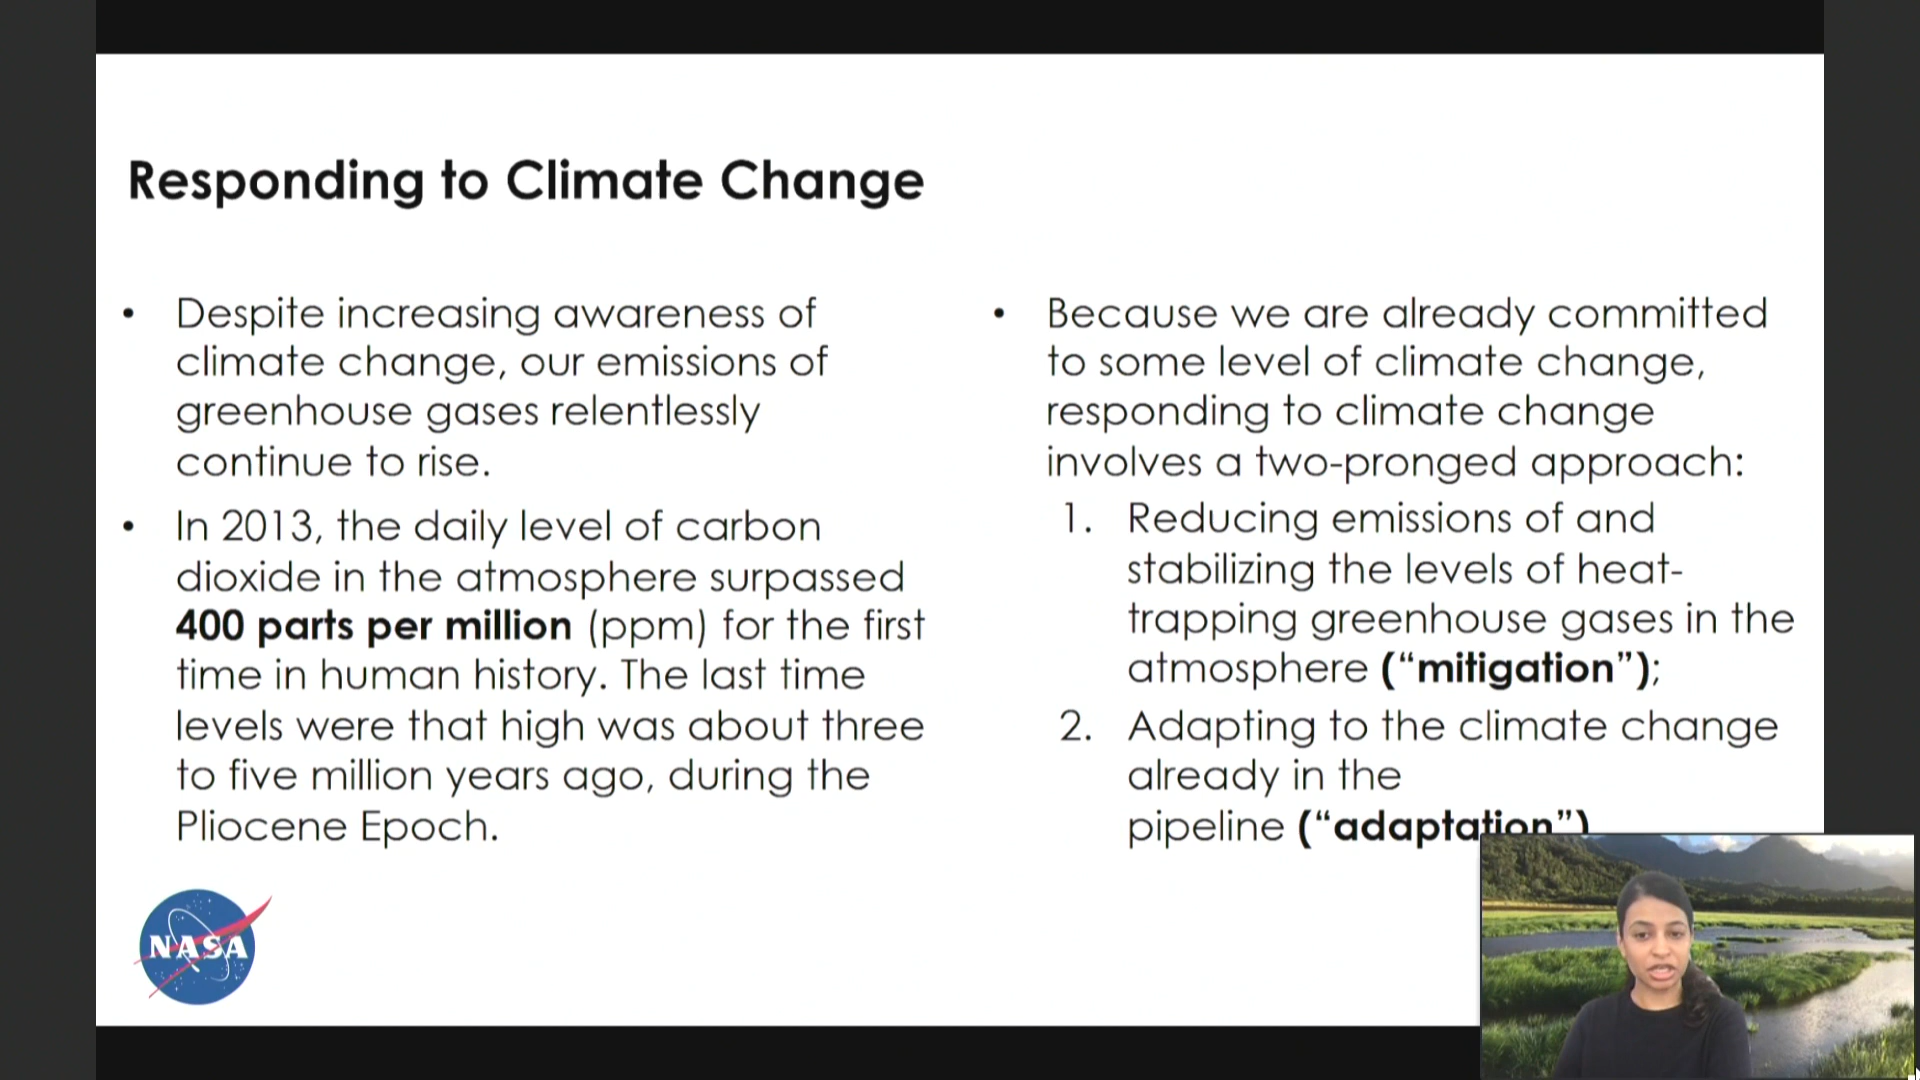 Responding to Climate Change
• Despite increasing awareness of
climate change, our emissions of
greenhouse gases relentlessly
continue to rise.
• In 2013, the daily level of carbon
dioxide in the atmosphere surpassed
400 parts per million (ppm) for the first
time in human history. The last time
levels were that high was about three
to five million years ago, during the
Pliocene Epoch.
• Because we are already committed
to some level of climate change,
responding to climate change
involves a two-pronged approach:
1. Reducing emissions of and
stabilizing the levels of heat-
trapping greenhouse gases in the
atmosphere (“mitigation”);
2. Adapting to the climate change
already in the
pipeline (“adaptation”)
NASA